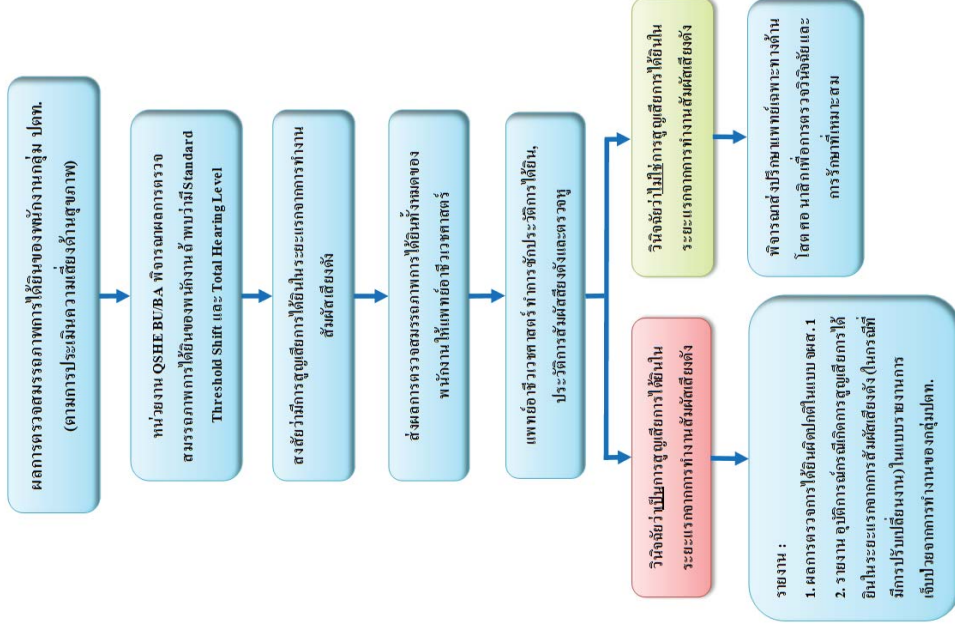 ผลการตรวจสมรรถภาพการได้ยินของพนักงานกลุ่ม ปตท.
(ตามการประเมินความเสี่ยงด้านสุขภาพ)
หน่วยงาน QSHE BU/BA พิจารณาผลการตรวจ
สมรรถภาพการได้ยินของพนักงาน ถ้าพบว่ามี Standard
Threshold Shift และ Total Hearing Level
สงสัยว่ามีการสูญเสียการได้ยินในระยะแรกจากการทำงาน
สัมผัสเสียงดัง
ส่งผลการตรวจสมรรถภาพการได้ยินทั้งหมดของ
พนักงานให้แพทย์อาชีวเวชศาสตร์
แพทย์อาชีวเวชศาสตร์ ทำการซักประวัติการได้ยิน,
ประวัติการสัมผัสเสียงดังและตรวจหู
วินิจฉัยว่าเป็นการสูญเสียการได้ยินใน
ระยะแรกจากการทำงานสัมผัสเสียงดัง
รายงาน :
1. ผลการตรวจการได้ยินผิดปกติในแบบ จผส.1
2. รายงาน อุบัติการณ์กรณีเกิดการสูญเสียการได้
ยินในระยะแรกจากการสัมผัสเสียงดัง (ในกรณีที่
มีการปรับเปลี่ยนงาน) ในแบบรายงานการ
เจ็บป่วยจากการทำงานของกลุ่มปตท.
วินิจฉัยว่าไม่ใช่การสูญเสียการได้ยินใน
ระยะแรกจากการทำงานสัมผัสเสียงดัง
พิจารณาส่งปรึกษาแพทย์เฉพาะทางด้าน
โสต ศอ นาสิก เพื่อการตรวจวินิจฉัยและ
การรักษาที่เหมาะสม